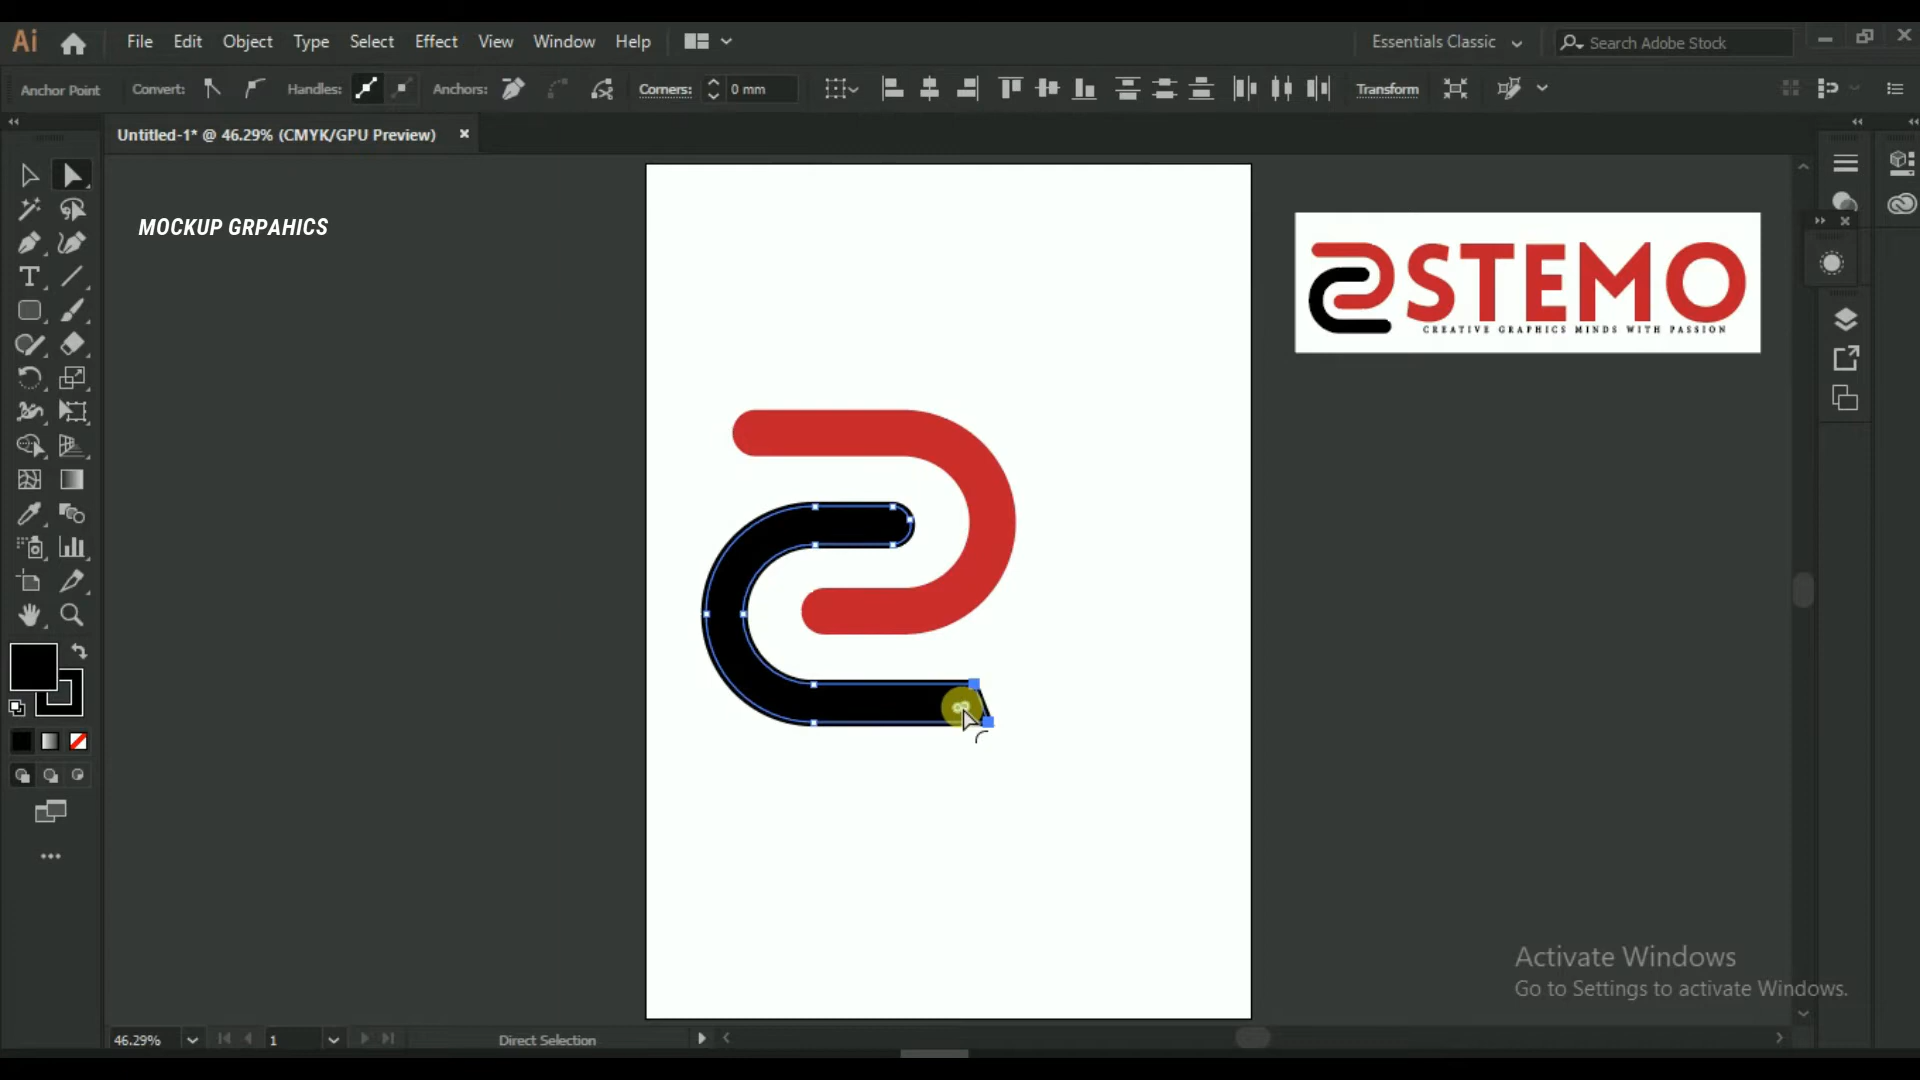 Ai File Edit Object Type Select Effect View Window Help Essentials Classic Search Adobe Stock
Anchor Point Convert: Handles: Anchors: Corners: 0 mm Transform
Untitled-1* @ 46.29% (CMYK/GPU Preview)
MOCKUP GRPAHICS
STEMO
CREATIVE GRAPHICS MINDS WITH PASSION
Activate Windows
Go to Settings to activate Windows.
46.29% 1 Direct Selection